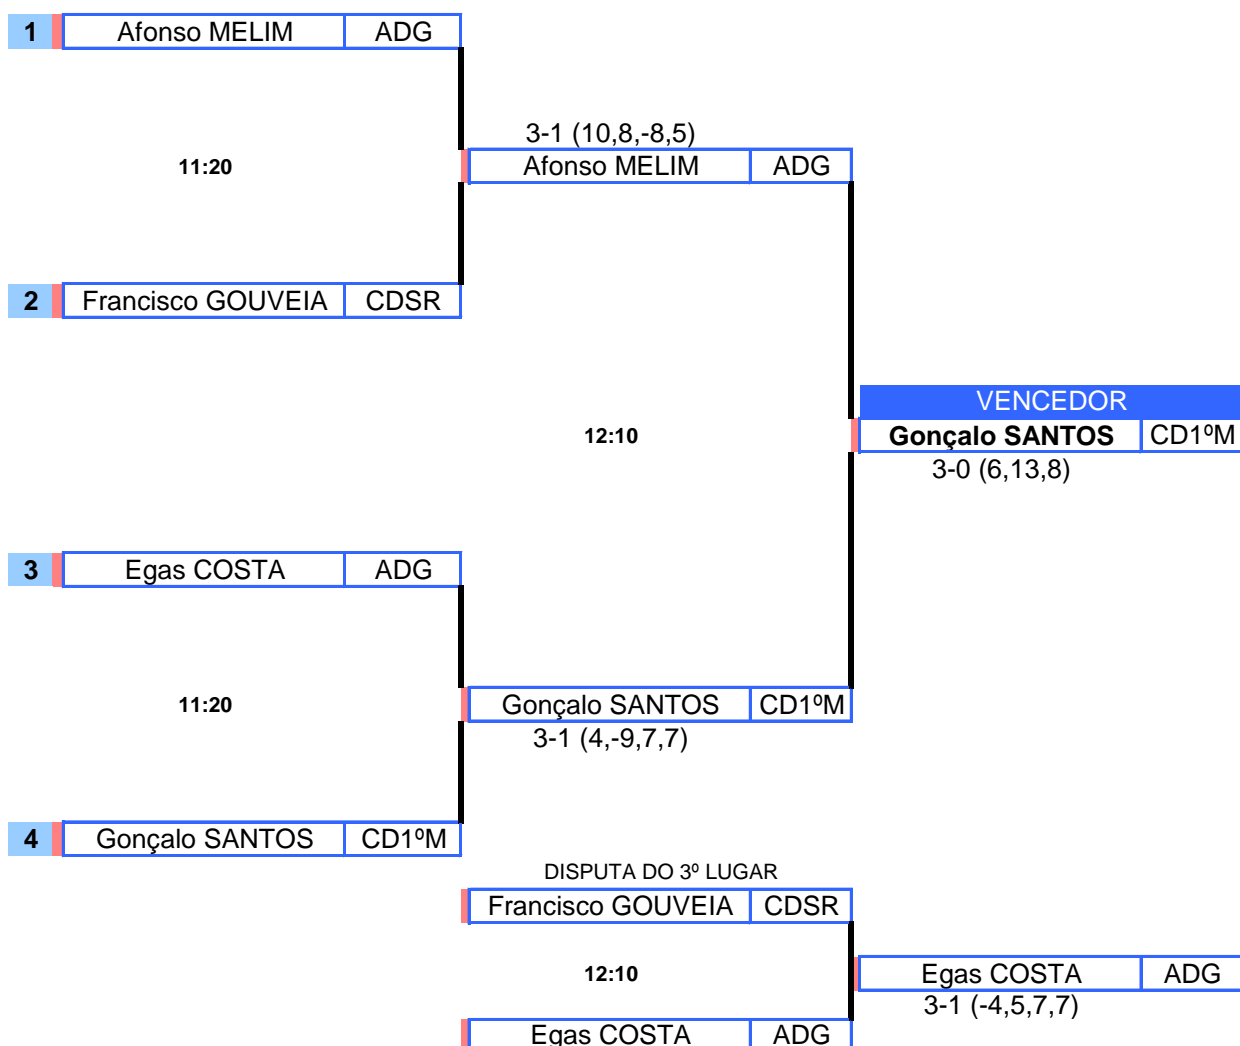 1 Afonso MELIM ADG
3-1 (10,8,-8,5)
11:20 Afonso MELIM ADG
2 Francisco GOUVEIA CDSR
VENCEDOR
12:10 Gonçalo SANTOS CD1ºM
3-0 (6,13,8)
3 Egas COSTA ADG
11:20 Gonçalo SANTOS CD1ºM
3-1 (4,-9,7,7)
4 Gonçalo SANTOS CD1ºM
DISPUTA DO 3º LUGAR
Francisco GOUVEIA CDSR
12:10 Egas COSTA ADG
3-1 (-4,5,7,7)
Egas COSTA ADG